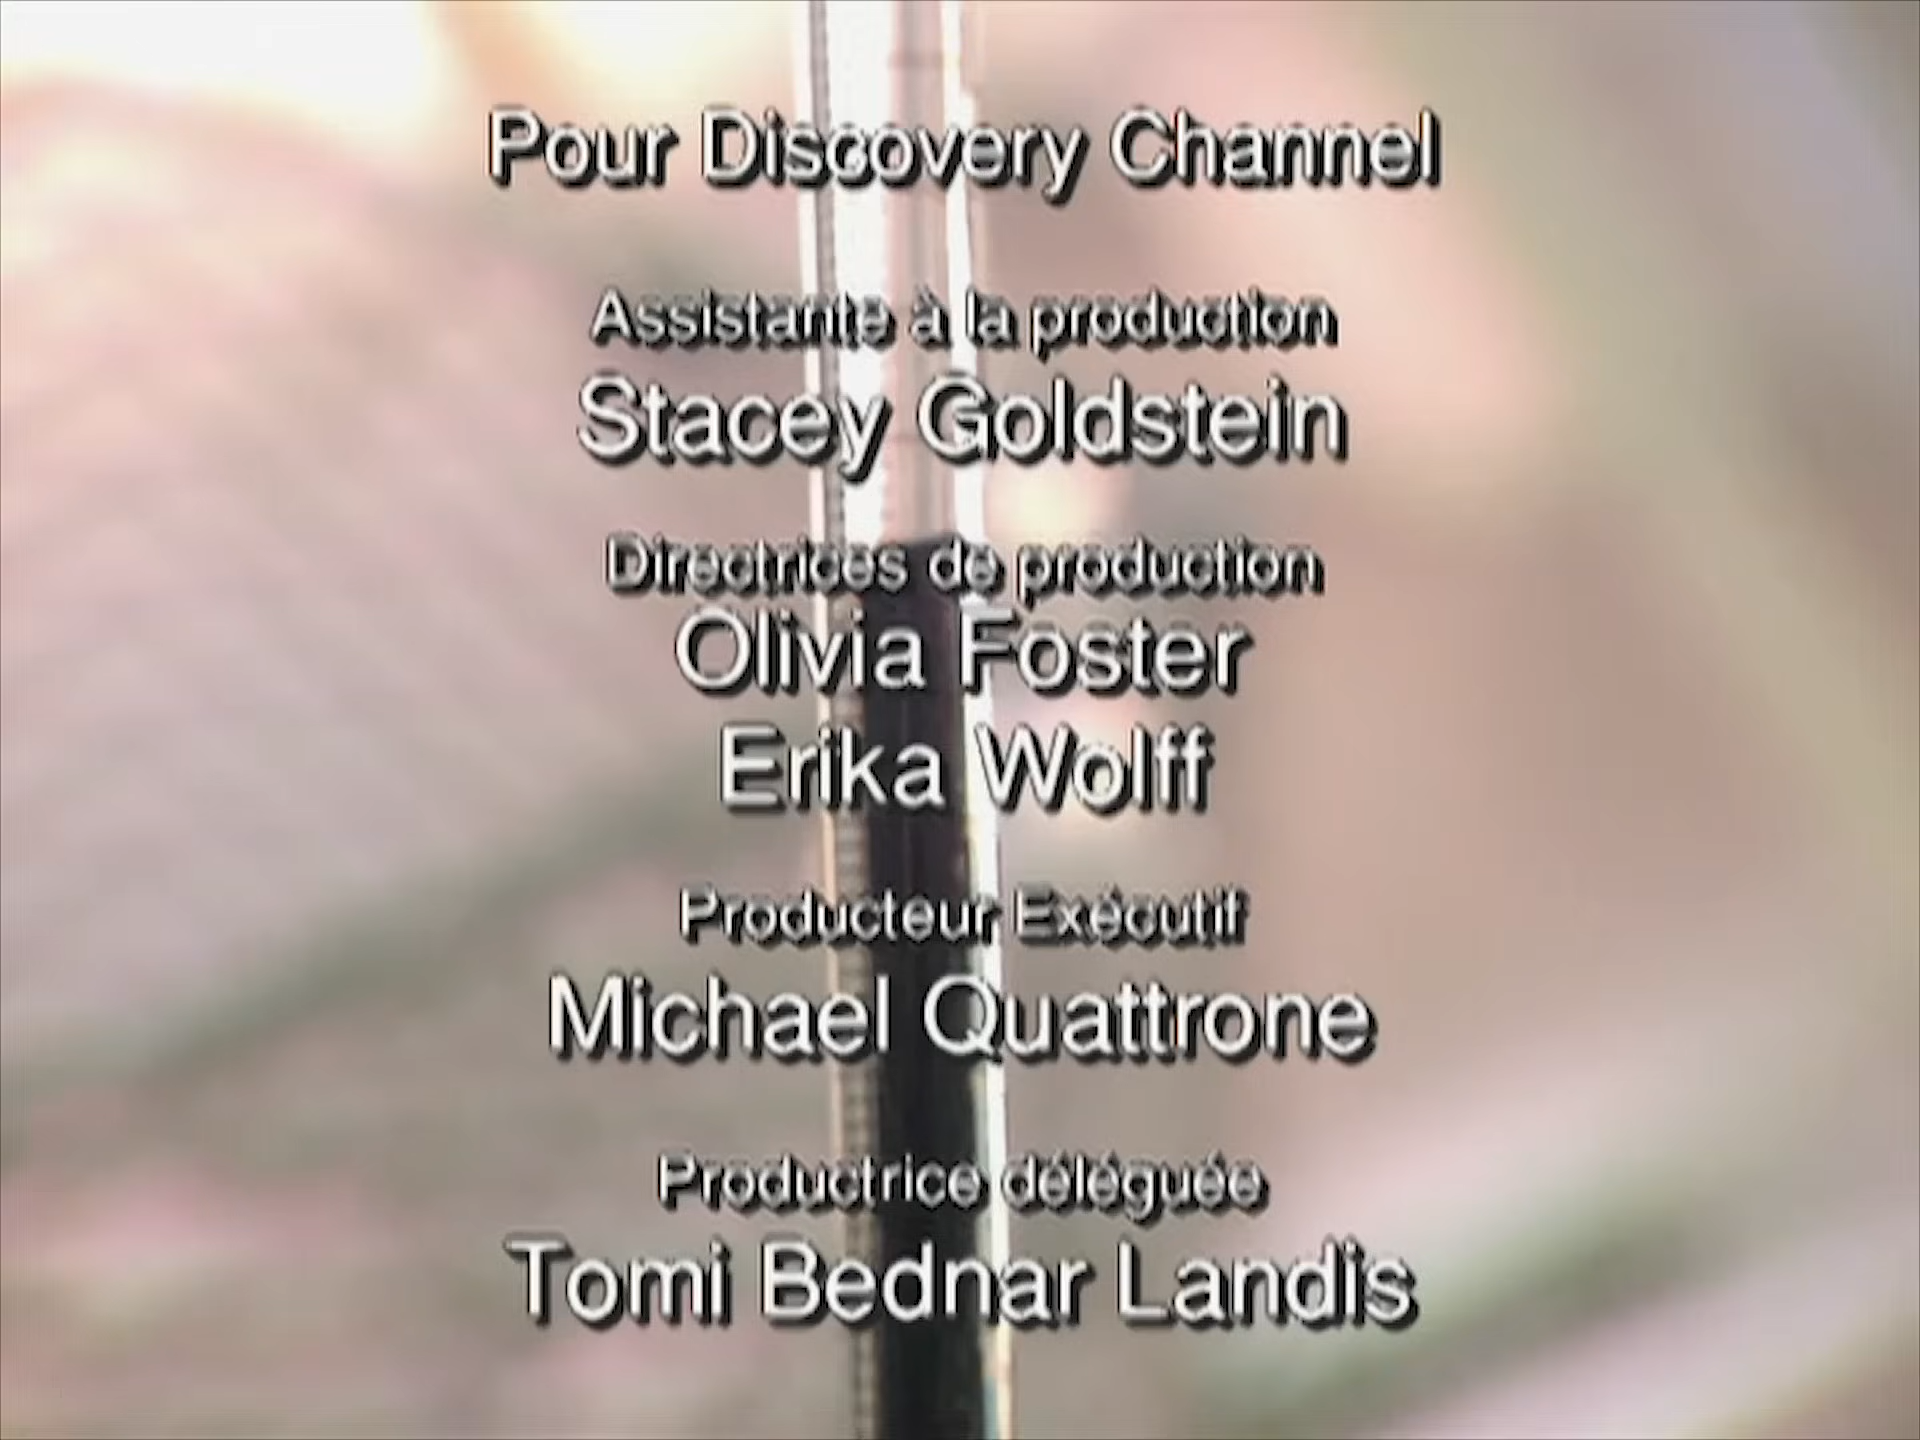 Pour Discovery Channel
Assistante à la production
Stacey Goldstein
Directrices de production
Olivia Foster
Erika Wolff
Producteur Exécutif
Michael Quattrone
Productrice déléguée
Tomi Bednar Landis